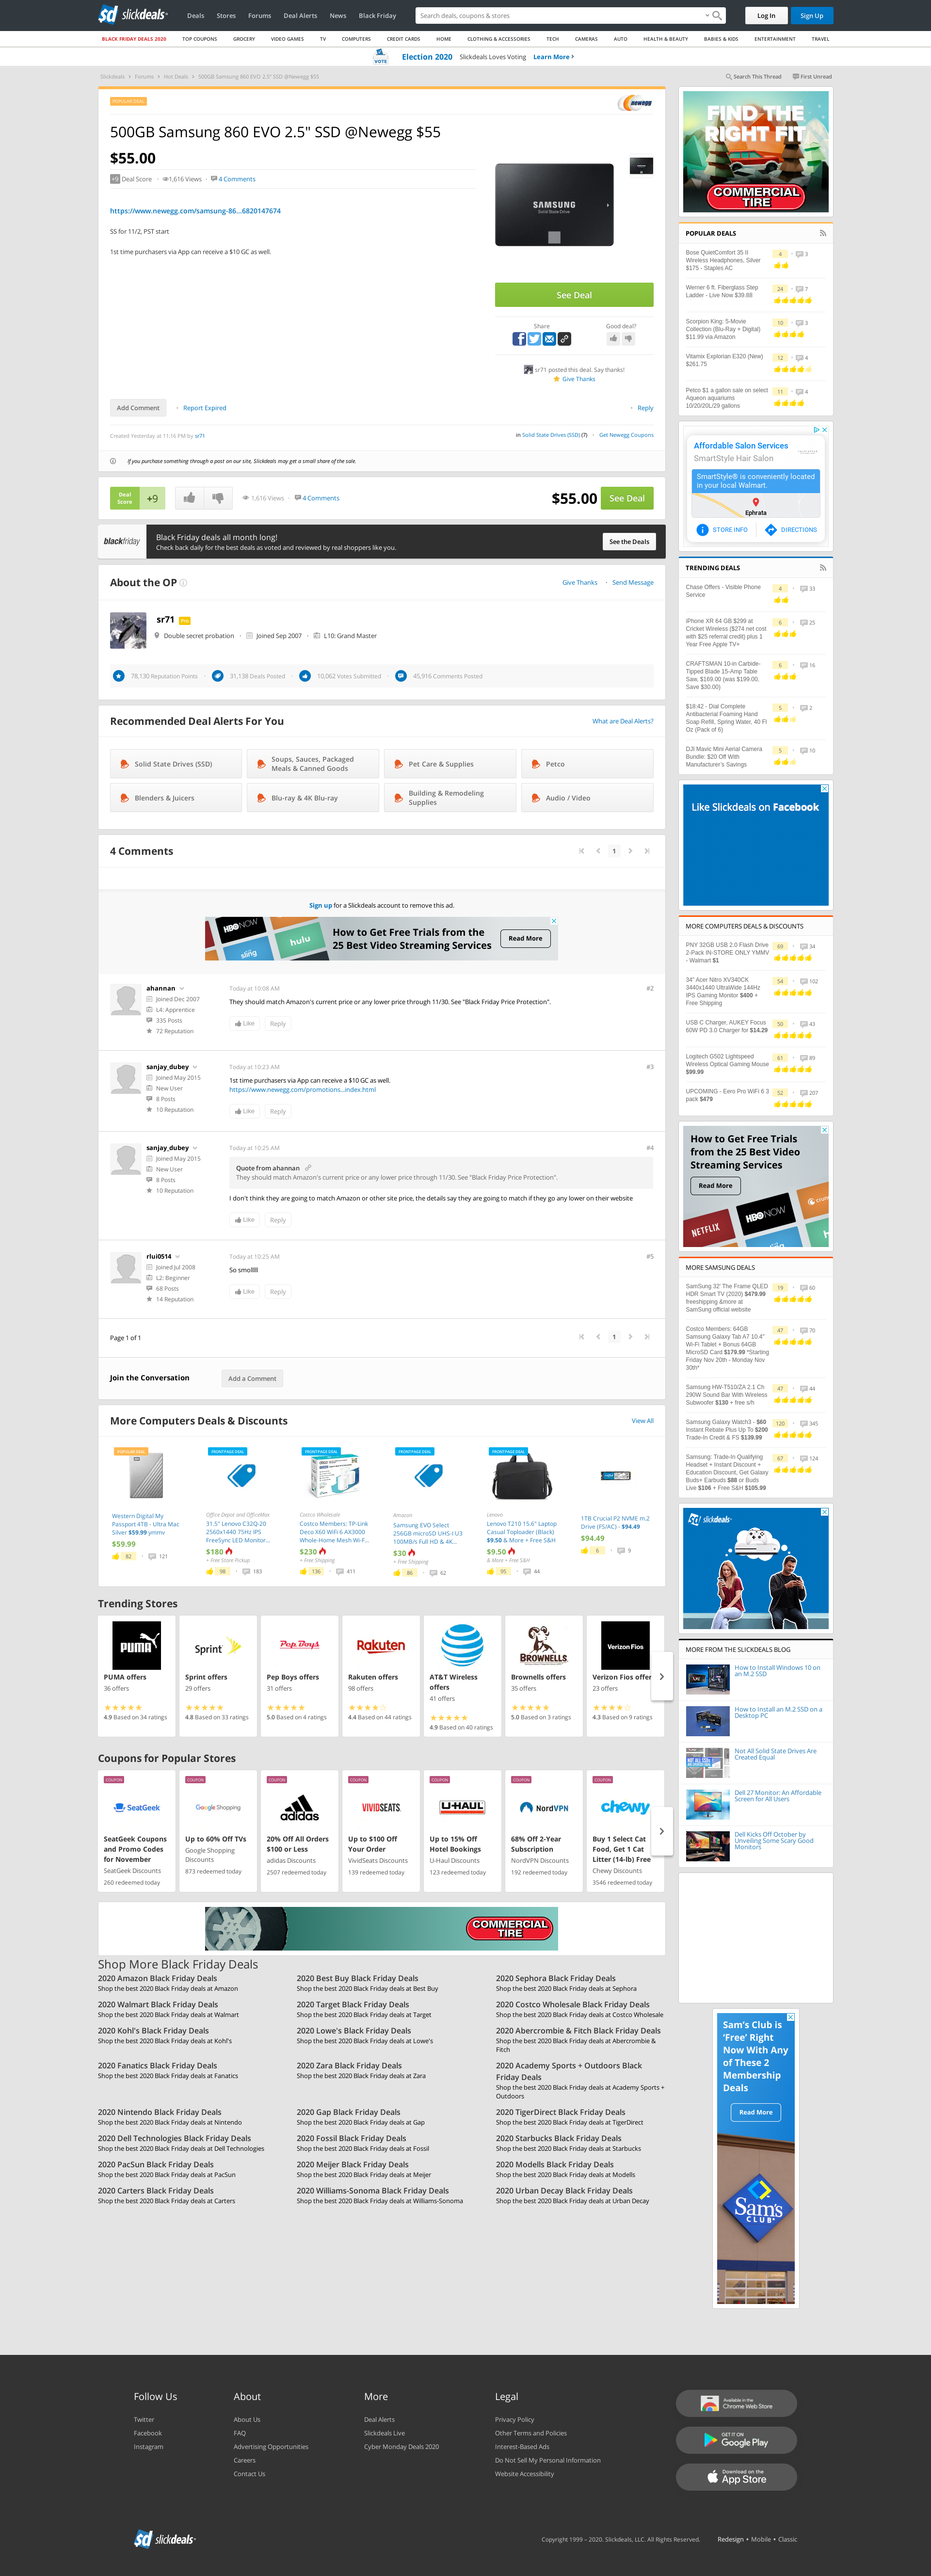 slickdeals
Deals Stores Forums Deal Alerts News Black Friday
Search deals, coupons & stores
Log In Sign Up
BLACK FRIDAY DEALS 2020 TOP COUPONS GROCERY VIDEO GAMES TV COMPUTERS CREDIT CARDS HOME CLOTHING & ACCESSORIES TECH CAMERAS AUTO HEALTH & BEAUTY BABIES & KIDS ENTERTAINMENT TRAVEL
VOTE Election 2020 Slickdeals Loves Voting Learn More
Slickdeals Forums Hot Deals 500GB Samsung 860 EVO 2.5" SSD @Newegg $55
Search This Thread First Unread
POPULAR DEAL
newegg
500GB Samsung 860 EVO 2.5" SSD @Newegg $55
$55.00
+9 Deal Score 1,616 Views 4 Comments
https://www.newegg.com/samsung-86...6820147674
SS for 11/2, PST start
1st time purchasers via App can receive a $10 GC as well.
SAMSUNG
Solid State Drive
See Deal
Share
Good deal?
sr71 posted this deal. Say thanks!
Give Thanks
Add Comment Report Expired Reply
Created Yesterday at 11:16 PM by sr71
in Solid State Drives (SSD) (7) Get Newegg Coupons
If you purchase something through a post on our site, Slickdeals may get a small share of the sale.
Deal Score +9 1,616 Views 4 Comments $55.00 See Deal
blackfriday
Black Friday deals all month long!
Check back daily for the best deals as voted and reviewed by real shoppers like you.
See the Deals
About the OP
Give Thanks Send Message
sr71 Pro
Double secret probation Joined Sep 2007 L10: Grand Master
78,130 Reputation Points 31,138 Deals Posted 10,062 Votes Submitted 45,916 Comments Posted
Recommended Deal Alerts For You
What are Deal Alerts?
Solid State Drives (SSD)
Soups, Sauces, Packaged Meals & Canned Goods
Pet Care & Supplies
Petco
Blenders & Juicers
Blu-ray & 4K Blu-ray
Building & Remodeling Supplies
Audio / Video
4 Comments
1
Sign up for a Slickdeals account to remove this ad.
HBO NOW
sling
hulu
How to Get Free Trials from the
25 Best Video Streaming Services
Read More
ahannan
Joined Dec 2007
L4: Apprentice
335 Posts
72 Reputation
Today at 10:08 AM #2
They should match Amazon's current price or any lower price through 11/30. See "Black Friday Price Protection".
Like Reply
sanjay_dubey
Joined May 2015
New User
8 Posts
10 Reputation
Today at 10:23 AM #3
1st time purchasers via App can receive a $10 GC as well.
https://www.newegg.com/promotions...index.html
Like Reply
sanjay_dubey
Joined May 2015
New User
8 Posts
10 Reputation
Today at 10:25 AM #4
Quote from ahannan
They should match Amazon's current price or any lower price through 11/30. See "Black Friday Price Protection".
I don't think they are going to match Amazon or other site price, the details say they are going to match if they go any lower on their website
Like Reply
rlui0514
Joined Jul 2008
L2: Beginner
68 Posts
14 Reputation
Today at 10:25 AM #5
So smolllll
Like Reply
Page 1 of 1
1
Join the Conversation
Add a Comment
More Computers Deals & Discounts
View All
POPULAR DEAL
Western Digital My Passport 4TB - Ultra Mac Silver $59.99 ymmv
$59.99
82 121
FRONTPAGE DEAL
Office Depot and OfficeMax
31.5" Lenovo C32Q-20 2560x1440 75Hz IPS FreeSync LED Monitor...
$180
+ Free Store Pickup
98 183
FRONTPAGE DEAL
Costco Wholesale
Costco Members: TP-Link Deco X60 WiFi 6 AX3000 Whole-Home Mesh Wi-F...
$230
+ Free Shipping
136 411
FRONTPAGE DEAL
Amazon
Samsung EVO Select 256GB microSD UHS-I U3 100MB/s Full HD & 4K...
$30
+ Free Shipping
86 62
FRONTPAGE DEAL
Lenovo
Lenovo T210 15.6" Laptop Casual Toploader (Black) $9.50 & More + Free S&H
$9.50
& More + Free S&H
95 44
1TB Crucial P2 NVME m.2 Drive (FS/AC) - $94.49
$94.49
6 9
Trending Stores
PUMA
PUMA offers
36 offers
4.9 Based on 34 ratings
Sprint
Sprint offers
29 offers
4.8 Based on 33 ratings
Pep Boys
Pep Boys offers
31 offers
5.0 Based on 4 ratings
Rakuten
Rakuten offers
98 offers
4.4 Based on 44 ratings
AT&T Wireless offers
41 offers
4.9 Based on 40 ratings
BROWNELLS
Brownells offers
35 offers
5.0 Based on 3 ratings
Verizon Fios
Verizon Fios offer
23 offers
4.3 Based on 9 ratings
Coupons for Popular Stores
COUPON
SeatGeek
SeatGeek Coupons and Promo Codes for November
SeatGeek Discounts
260 redeemed today
COUPON
Google Shopping
Up to 60% Off TVs
Google Shopping Discounts
873 redeemed today
COUPON
adidas
20% Off All Orders $100 or Less
adidas Discounts
2507 redeemed today
COUPON
VIVIDSEATS
Up to $100 Off Your Order
VividSeats Discounts
139 redeemed today
COUPON
U-HAUL
Up to 15% Off Hotel Bookings
U-Haul Discounts
123 redeemed today
COUPON
NordVPN
68% Off 2-Year Subscription
NordVPN Discounts
192 redeemed today
COUPON
chewy
Buy 1 Select Cat Food, Get 1 Cat Litter (14-lb) Free
Chewy Discounts
3546 redeemed today
COMMERCIAL TIRE
Shop More Black Friday Deals
2020 Amazon Black Friday Deals
Shop the best 2020 Black Friday deals at Amazon
2020 Best Buy Black Friday Deals
Shop the best 2020 Black Friday deals at Best Buy
2020 Sephora Black Friday Deals
Shop the best 2020 Black Friday deals at Sephora
2020 Walmart Black Friday Deals
Shop the best 2020 Black Friday deals at Walmart
2020 Target Black Friday Deals
Shop the best 2020 Black Friday deals at Target
2020 Costco Wholesale Black Friday Deals
Shop the best 2020 Black Friday deals at Costco Wholesale
2020 Kohl's Black Friday Deals
Shop the best 2020 Black Friday deals at Kohl's
2020 Lowe's Black Friday Deals
Shop the best 2020 Black Friday deals at Lowe's
2020 Abercrombie & Fitch Black Friday Deals
Shop the best 2020 Black Friday deals at Abercrombie & Fitch
2020 Fanatics Black Friday Deals
Shop the best 2020 Black Friday deals at Fanatics
2020 Zara Black Friday Deals
Shop the best 2020 Black Friday deals at Zara
2020 Academy Sports + Outdoors Black Friday Deals
Shop the best 2020 Black Friday deals at Academy Sports + Outdoors
2020 Nintendo Black Friday Deals
Shop the best 2020 Black Friday deals at Nintendo
2020 Gap Black Friday Deals
Shop the best 2020 Black Friday deals at Gap
2020 TigerDirect Black Friday Deals
Shop the best 2020 Black Friday deals at TigerDirect
2020 Dell Technologies Black Friday Deals
Shop the best 2020 Black Friday deals at Dell Technologies
2020 Fossil Black Friday Deals
Shop the best 2020 Black Friday deals at Fossil
2020 Starbucks Black Friday Deals
Shop the best 2020 Black Friday deals at Starbucks
2020 PacSun Black Friday Deals
Shop the best 2020 Black Friday deals at PacSun
2020 Meijer Black Friday Deals
Shop the best 2020 Black Friday deals at Meijer
2020 Modells Black Friday Deals
Shop the best 2020 Black Friday deals at Modells
2020 Carters Black Friday Deals
Shop the best 2020 Black Friday deals at Carters
2020 Williams-Sonoma Black Friday Deals
Shop the best 2020 Black Friday deals at Williams-Sonoma
2020 Urban Decay Black Friday Deals
Shop the best 2020 Black Friday deals at Urban Decay
FIND THE
RIGHT FIT
COMMERCIAL
TIRE
POPULAR DEALS
Bose QuietComfort 35 II Wireless Headphones, Silver $175 - Staples AC 4 3
Werner 6 ft. Fiberglass Step Ladder - Live Now $39.88 24 7
Scorpion King: 5-Movie Collection (Blu-Ray + Digital) $11.99 via Amazon 10 3
Vitamix Explorian E320 (New) $261.75 12 4
Petco $1 a gallon sale on select Aqueon aquariums 10/20/20L/29 gallons 11 4
Affordable Salon Services
SmartStyle Hair Salon
SmartStyle® is conveniently located in your local Walmart.
Ephrata
STORE INFO DIRECTIONS
TRENDING DEALS
Chase Offers - Visible Phone Service 4 33
iPhone XR 64 GB $299 at Cricket Wireless ($274 net cost with $25 referral credit) plus 1 Year Free Apple TV+ 6 25
CRAFTSMAN 10-in Carbide-Tipped Blade 15-Amp Table Saw, $169.00 (was $199.00, Save $30.00) 6 16
$18.42 - Dial Complete Antibacterial Foaming Hand Soap Refill, Spring Water, 40 Fl Oz (Pack of 6) 5 2
DJI Mavic Mini Aerial Camera Bundle: $20 Off With Manufacturer's Savings 5 10
Like Slickdeals on Facebook
MORE COMPUTERS DEALS & DISCOUNTS
PNY 32GB USB 2.0 Flash Drive 2-Pack IN-STORE ONLY YMMV - Walmart $1 69 34
34" Acer Nitro XV340CK 3440x1440 UltraWide 144Hz IPS Gaming Monitor $400 + Free Shipping 54 102
USB C Charger, AUKEY Focus 60W PD 3.0 Charger for $14.29 50 43
Logitech G502 Lightspeed Wireless Optical Gaming Mouse $99.99 61 89
UPCOMING - Eero Pro WiFi 6 3 pack $479 52 207
How to Get Free Trials
from the 25 Best Video
Streaming Services
Read More
NETFLIX
HBO NOW
hulu
MORE SAMSUNG DEALS
SamSung 32' The Frame QLED HDR Smart TV (2020) $479.99 freeshipping &more at SamSung official website 19 60
Costco Members: 64GB Samsung Galaxy Tab A7 10.4" Wi-Fi Tablet + Bonus 64GB MicroSD Card $179.99 *Starting Friday Nov 20th - Monday Nov 30th* 47 70
Samsung HW-T510/ZA 2.1 Ch 290W Sound Bar With Wireless Subwoofer $130 + free s/h 47 44
Samsung Galaxy Watch3 - $60 Instant Rebate Plus Up To $200 Trade-In Credit & FS $139.99 120 345
Samsung: Trade-In Qualifying Headset + Instant Discount + Education Discount, Get Galaxy Buds+ Earbuds $88 or Buds Live $106 + Free S&H $105.99 67 124
slickdeals
MORE FROM THE SLICKDEALS BLOG
How to Install Windows 10 on an M.2 SSD
How to Install an M.2 SSD on a Desktop PC
Not All Solid State Drives Are Created Equal
Dell 27 Monitor: An Affordable Screen for All Users
Dell Kicks Off October by Unveiling Some Scary Good Monitors
Sam's Club is
'Free' Right
Now With Any
of These 2
Membership
Deals
Read More
Sam's
CLUB
Follow Us
Twitter
Facebook
Instagram
About
About Us
FAQ
Advertising Opportunities
Careers
Contact Us
More
Deal Alerts
Slickdeals Live
Cyber Monday Deals 2020
Legal
Privacy Policy
Other Terms and Policies
Interest-Based Ads
Do Not Sell My Personal Information
Website Accessibility
Available in the
Chrome Web Store
GET IT ON
Google Play
Download on the
App Store
slickdeals
Copyright 1999 - 2020. Slickdeals, LLC. All Rights Reserved. Redesign • Mobile • Classic